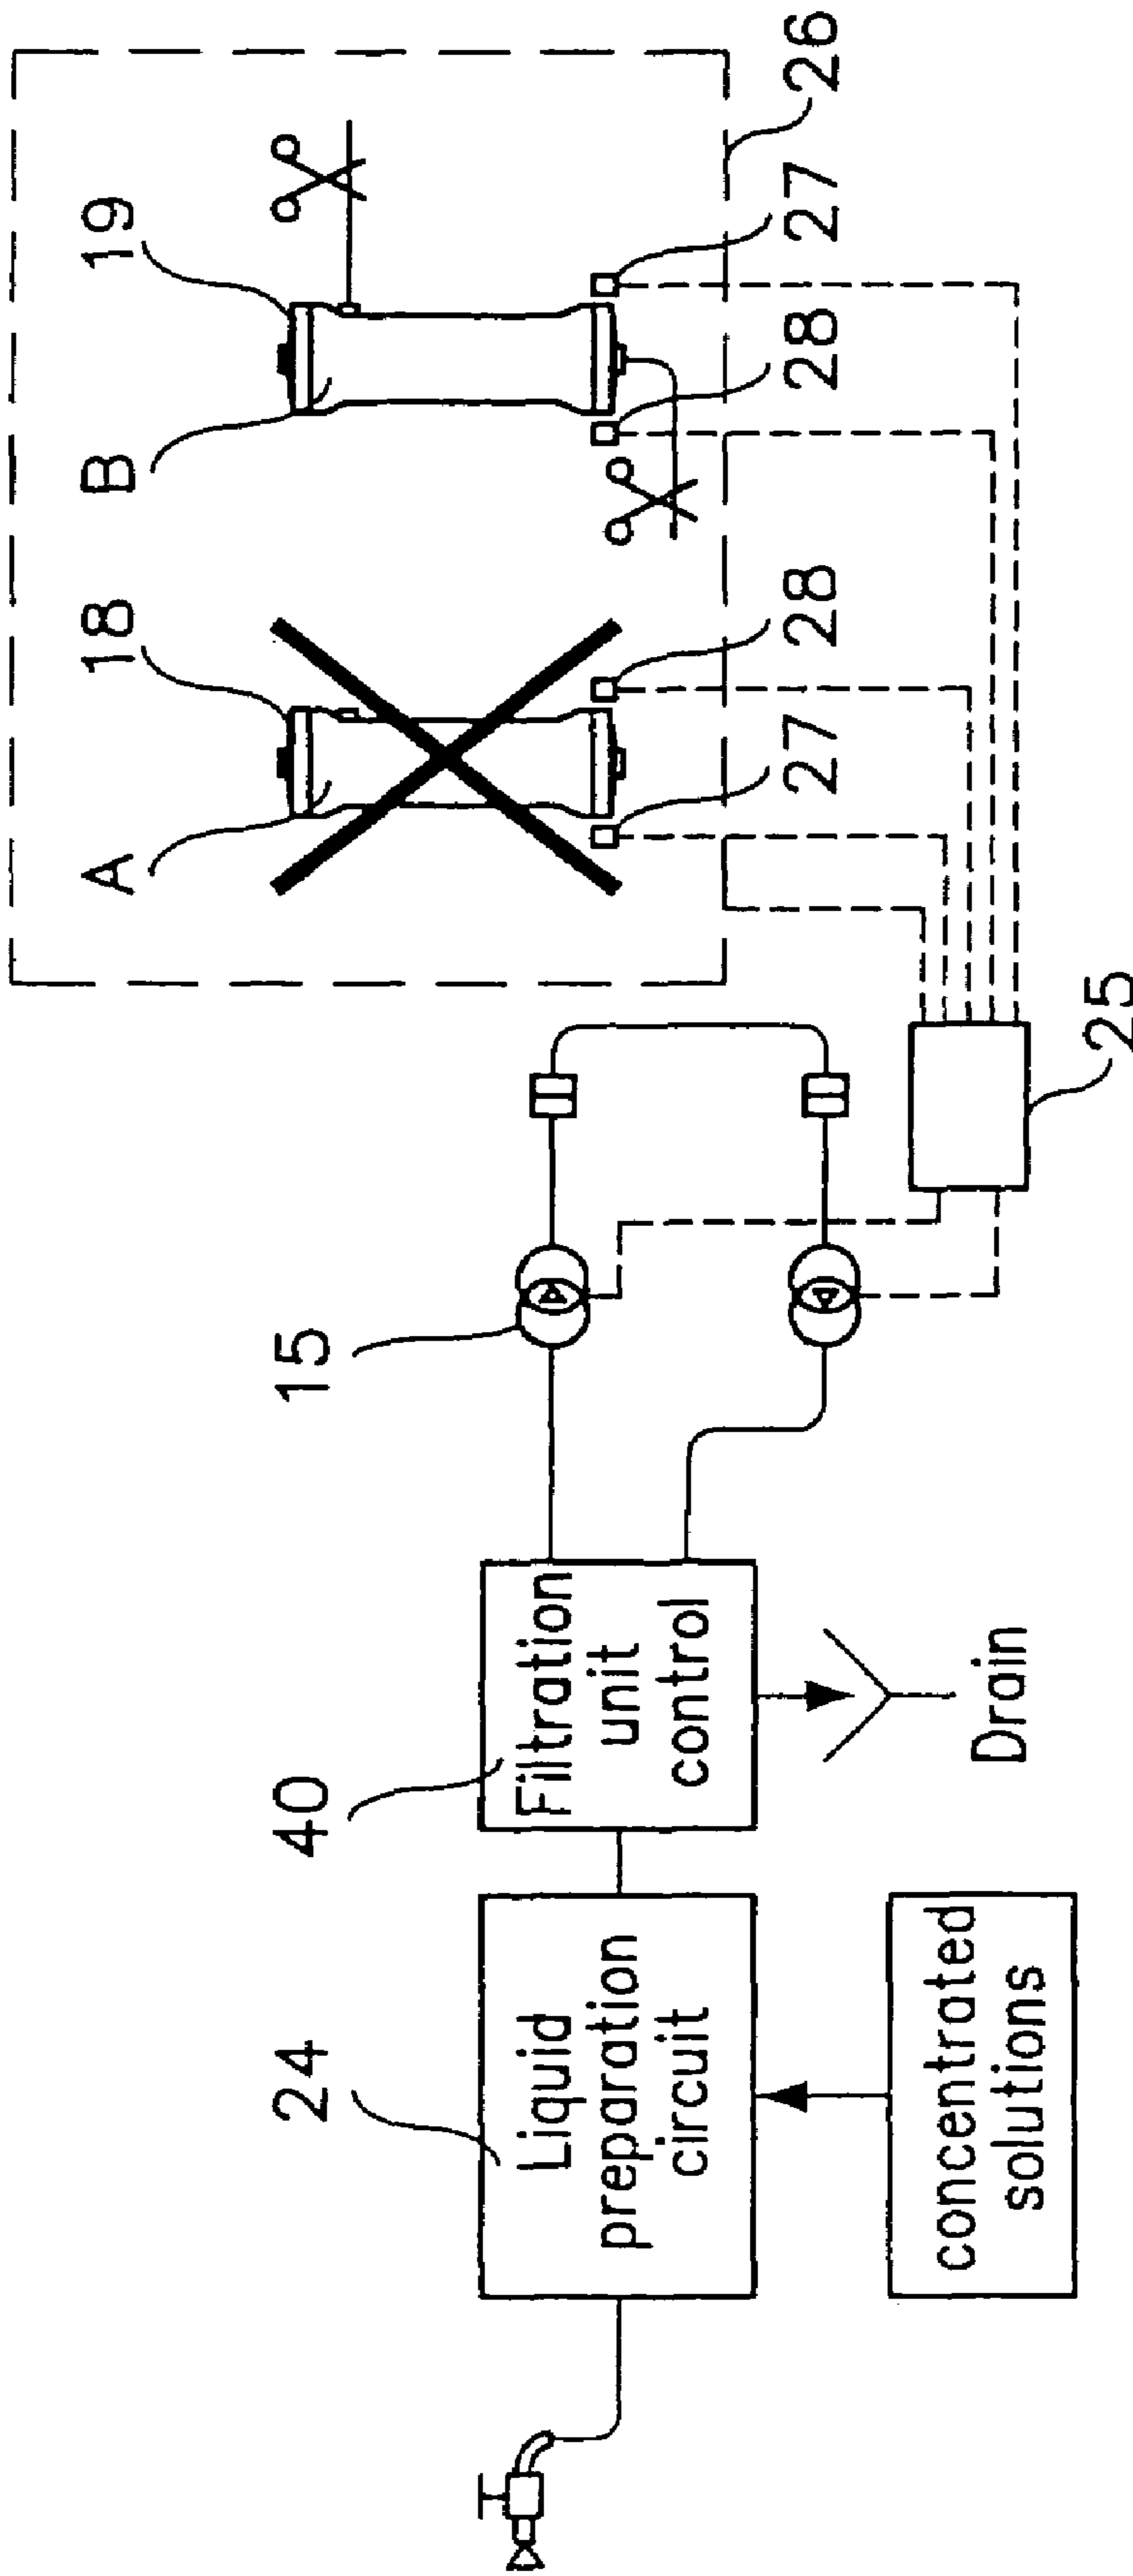 26
19
27
B
28
18
28
A
27
25
15
40
Filtration
unit
control
Drain
24
Liquid
preparation
circuit
concentrated
solutions